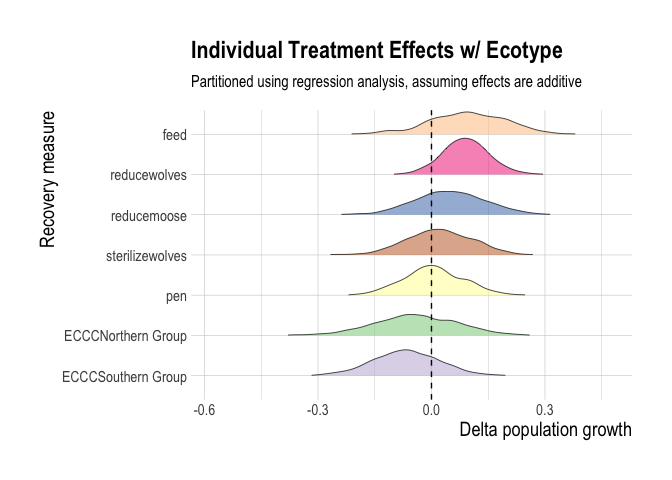 Individual Treatment Effects w/ Ecotype
Partitioned using regression analysis, assuming effects are additive
Recovery measure
feed
reducewolves
reducemoose
sterilizewolves
pen
ECCCNorthern Group
ECCCSouthern Group
-0.6 -0.3 0.0 0.3
Delta population growth